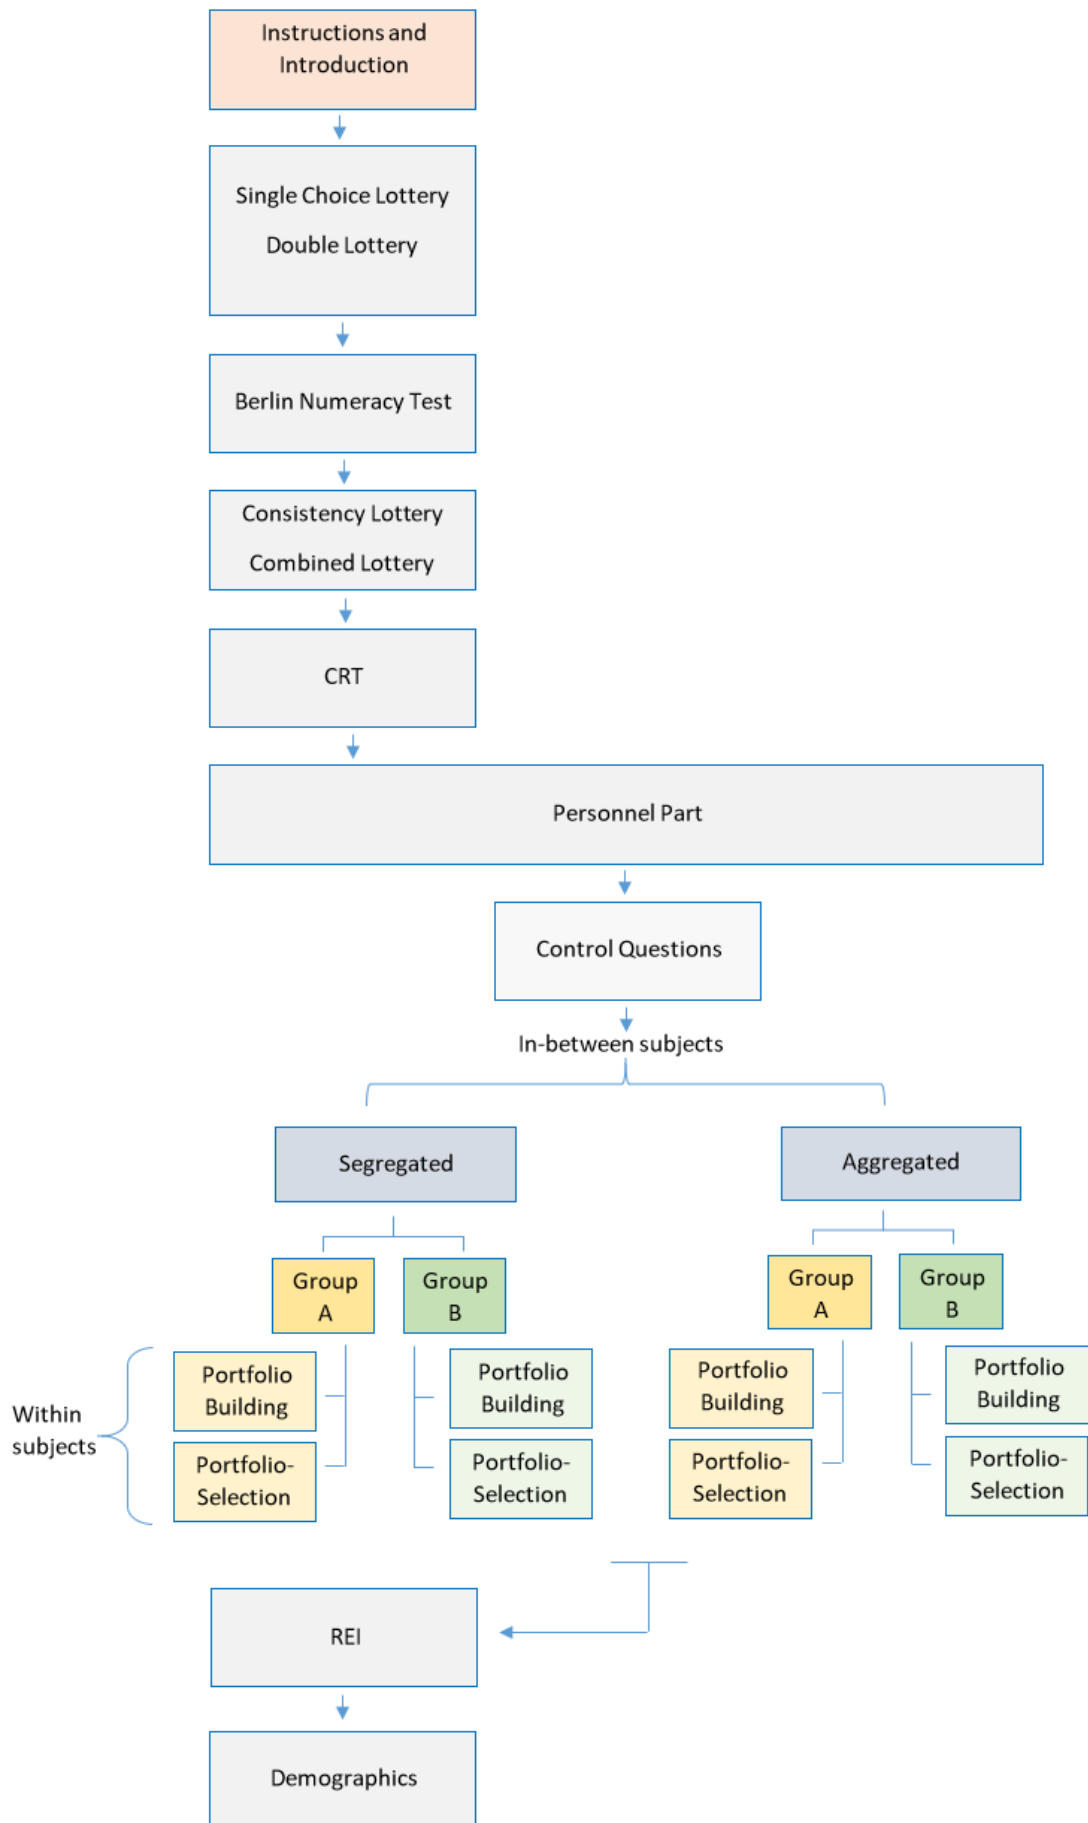 Instructions and
Introduction
Single Choice Lottery
Double Lottery
Berlin Numeracy Test
Consistency Lottery
Combined Lottery
CRT
Personnel Part
Control Questions
In-between subjects
Segregated
Aggregated
Group
A
Group
B
Group
A
Group
B
Within
subjects
Portfolio
Building
Portfolio
Building
Portfolio
Building
Portfolio
Building
Portfolio-
Selection
Portfolio-
Selection
Portfolio-
Selection
Portfolio-
Selection
REI
Demographics